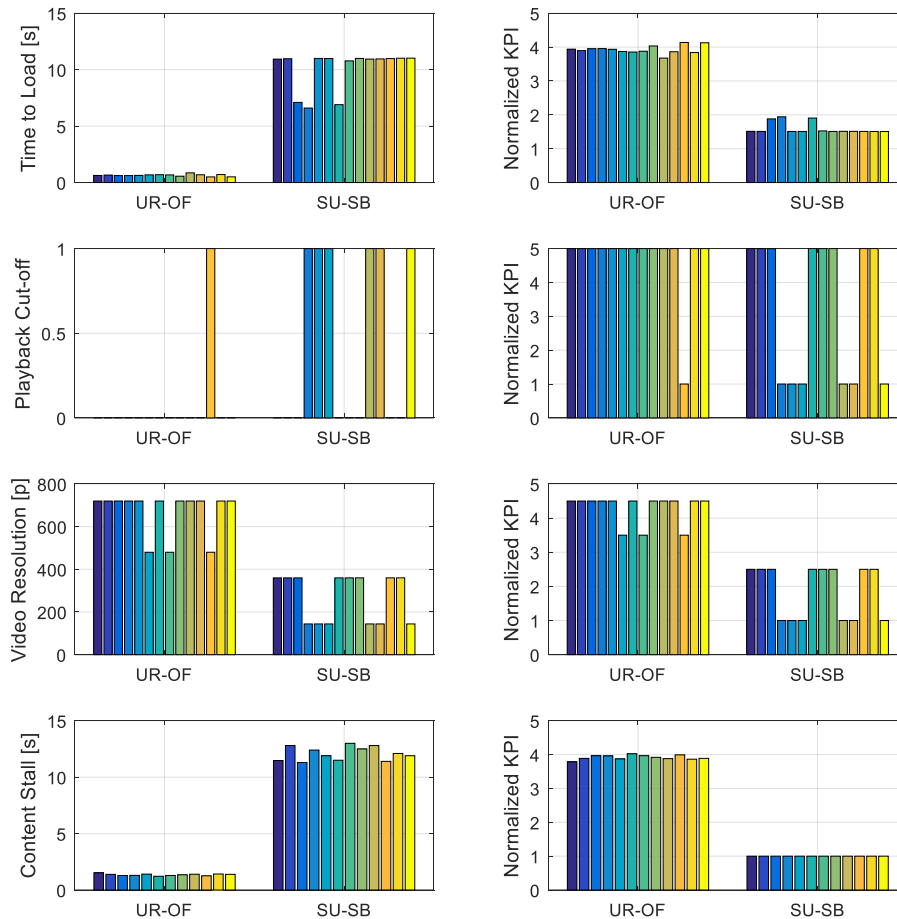 Time to Load [s]
15
10
5
0
UR-OF
SU-SB
Normalized KPI
5
4
3
2
1
0
UR-OF
SU-SB
Playback Cut-off
1
0.5
0
UR-OF
SU-SB
Normalized KPI
5
4
3
2
1
0
UR-OF
SU-SB
Video Resolution [p]
800
600
400
200
0
UR-OF
SU-SB
Normalized KPI
5
4
3
2
1
0
UR-OF
SU-SB
Content Stall [s]
15
10
5
0
UR-OF
SU-SB
Normalized KPI
5
4
3
2
1
0
UR-OF
SU-SB